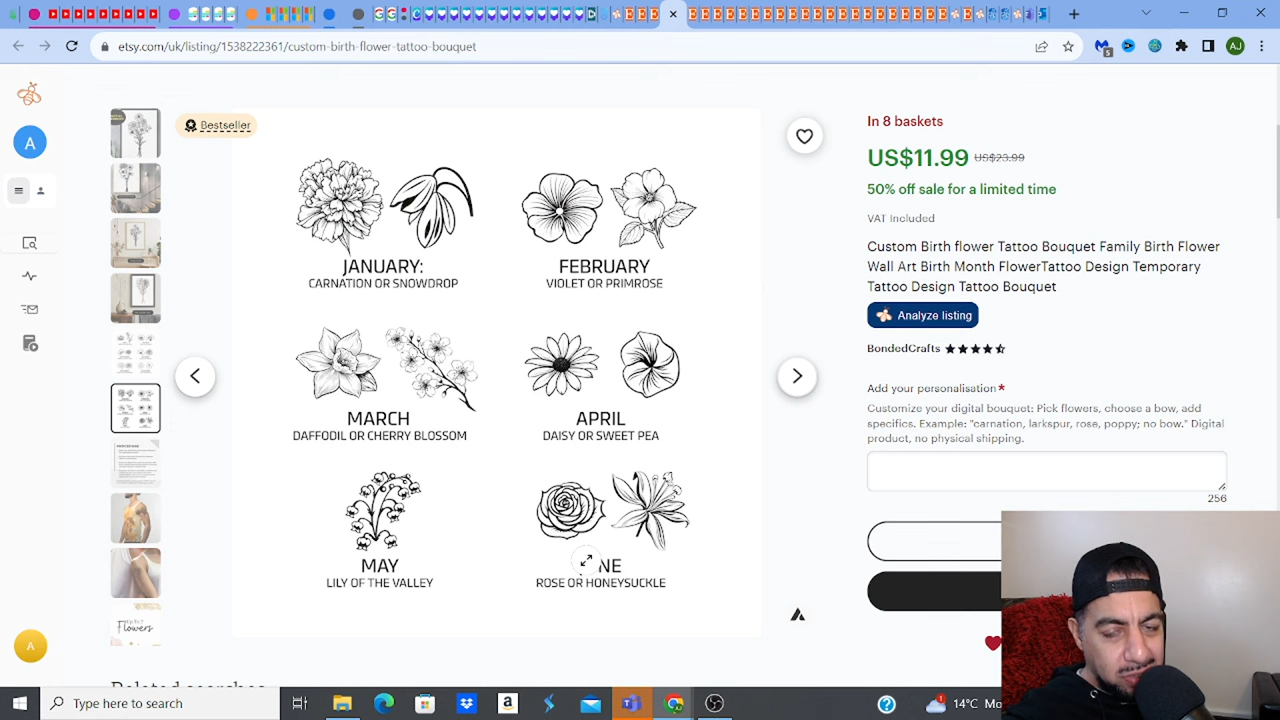 etsy.com/uk/listing/1538222361/custom-birth-flower-tattoo-bouquet
5
AJ
A
Bestseller
JANUARY:
CARNATION OR SNOWDROP
FEBRUARY
VIOLET OR PRIMROSE
MARCH
DAFFODIL OR CHERRY BLOSSOM
APRIL
DAISY OR SWEET PEA
MAY
LILY OF THE VALLEY
NE
ROSE OR HONEYSUCKLE
Flowers
A
In 8 baskets
US$11.99 US$23.99
50% off sale for a limited time
VAT Included
Custom Birth flower Tattoo Bouquet Family Birth Flower
Wall Art Birth Month FlowerTattoo Design Temporary
Tattoo Design Tattoo Bouquet
Analyze listing
BondedCrafts
Add your personalisation *
Customize your digital bouquet: Pick flowers, choose a bow, add
specifics. Example: "carnation, larkspur, rose, poppy; no bow." Digital
product, no physical shipping.
256
Related searches
Type here to search
14°C Mo